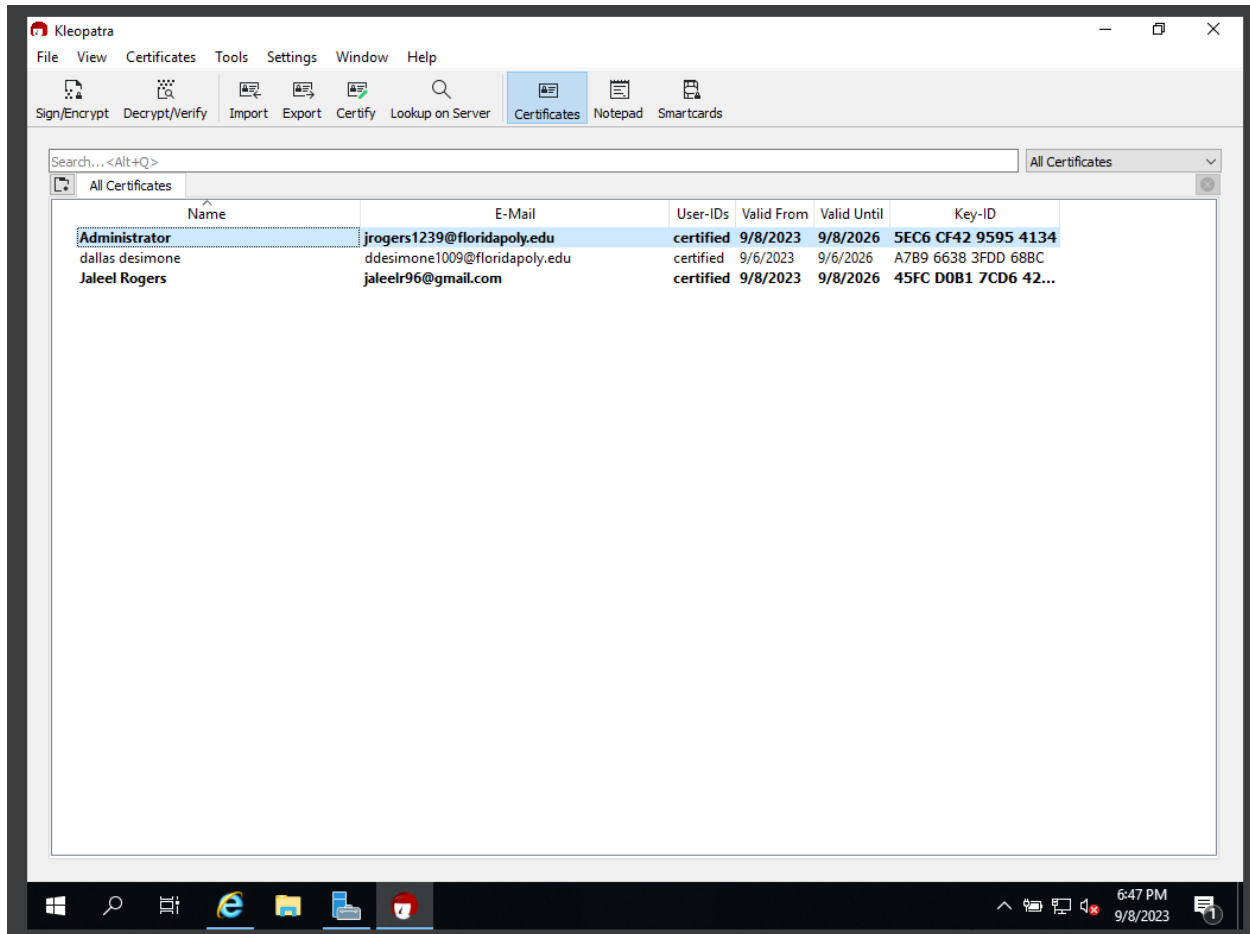 Kleopatra
File View Certificates Tools Settings Window Help
Sign/Encrypt Decrypt/Verify Import Export Certify Lookup on Server Certificates Notepad Smartcards
Search...<Alt+Q> All Certificates
All Certificates
Name E-Mail User-IDs Valid From Valid Until Key-ID
Administrator jrogers1239@floridapoly.edu certified 9/8/2023 9/8/2026 5EC6 CF42 9595 4134
dallas desimone ddesimone1009@floridapoly.edu certified 9/6/2023 9/6/2026 A7B9 6638 3FDD 68BC
Jaleel Rogers jaleelr96@gmail.com certified 9/8/2023 9/8/2026 45FC D0B1 7CD6 42...
6:47 PM
9/8/2023
1